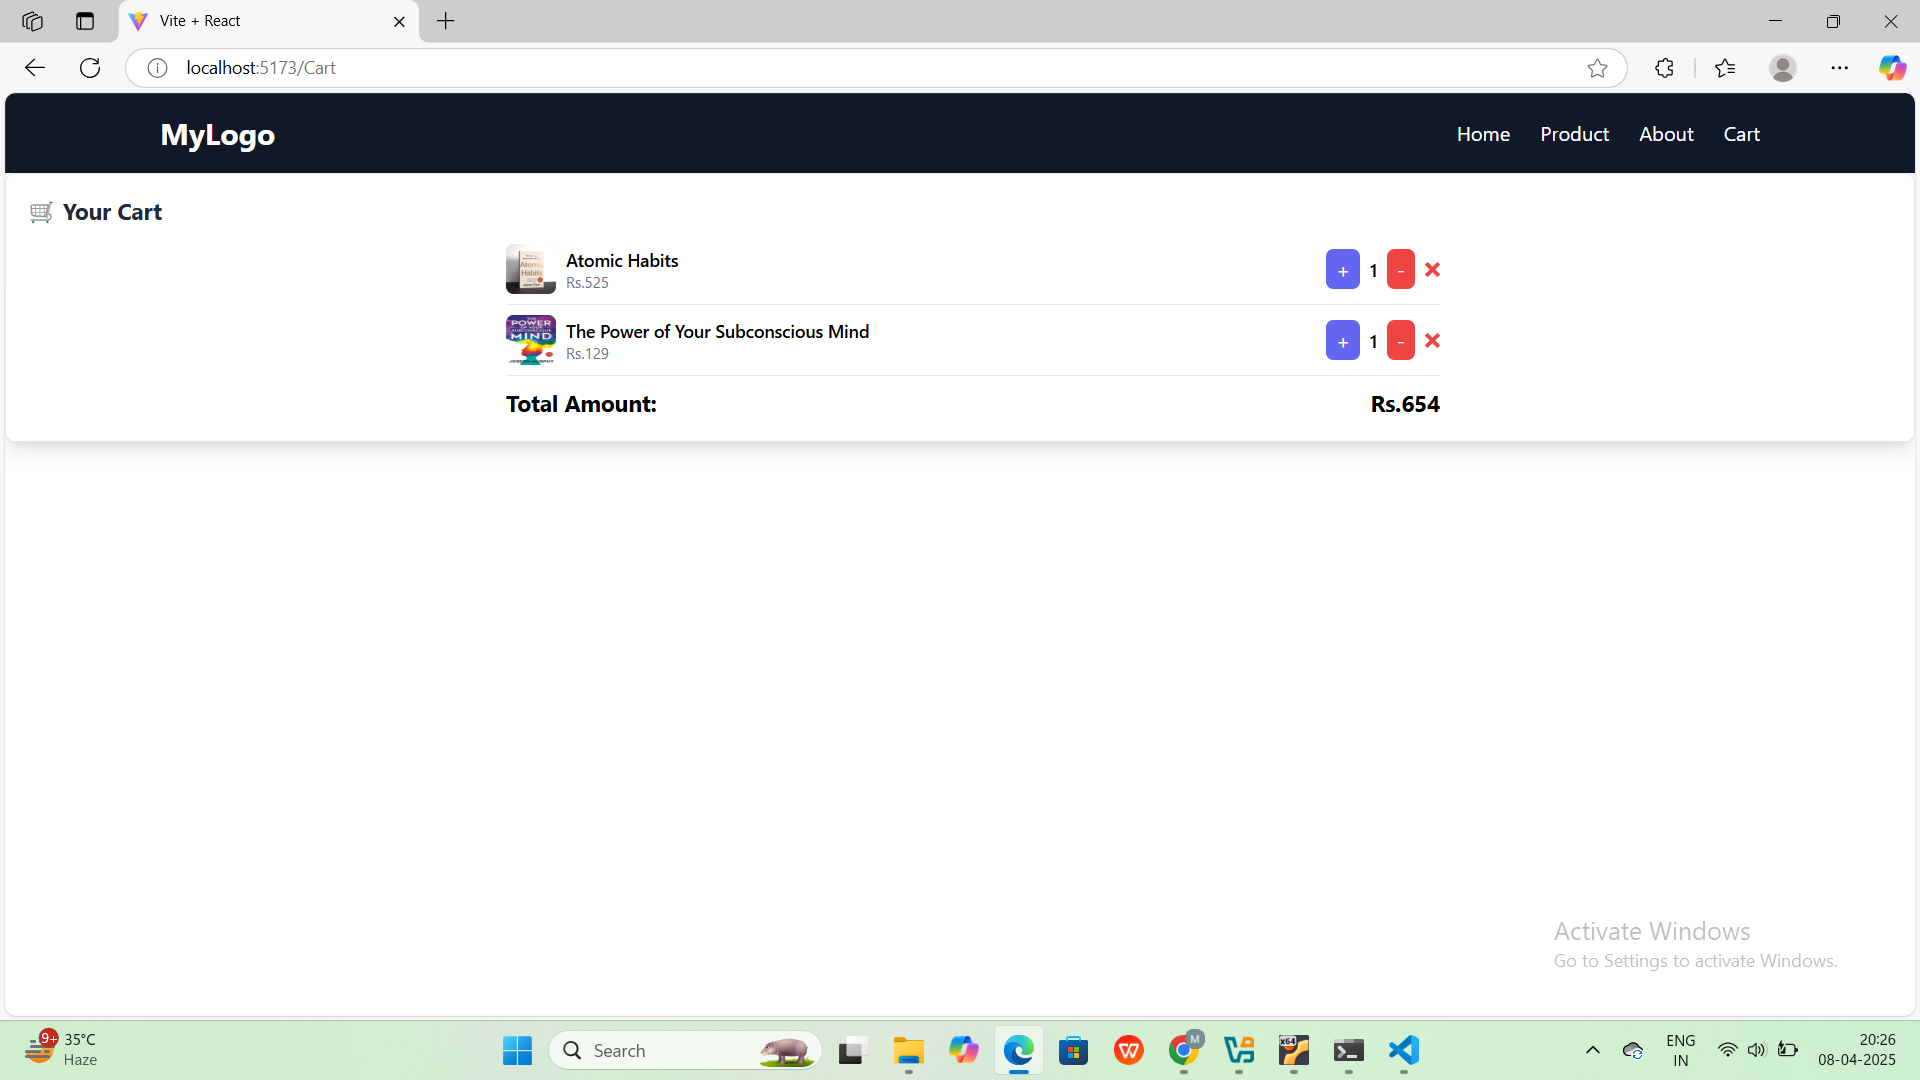 Vite + React
localhost:5173/Cart
MyLogo
Home Product About Cart
🛒 Your Cart
Atomic Habits
Rs.525
+ 1 - ❌
The Power of Your Subconscious Mind
Rs.129
+ 1 - ❌
Total Amount: Rs.654
Activate Windows
Go to Settings to activate Windows.
9+
35°C
Haze
Search
M
x64
ENG
IN
20:26
08-04-2025